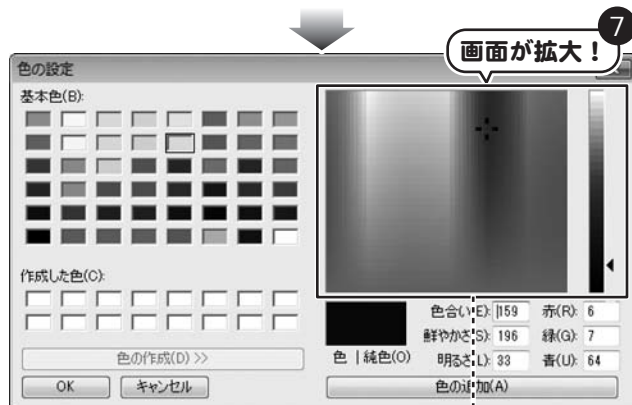 7
画面が拡大！
色の設定
基本色(B):
作成した色(C):
色の作成(D) >>
OK キャンセル
色 | 純色(O)
色合い(E): 159 赤(R): 6
鮮やかさ(S): 196 緑(G): 7
明るさ(L): 33 青(U): 64
色の追加(A)